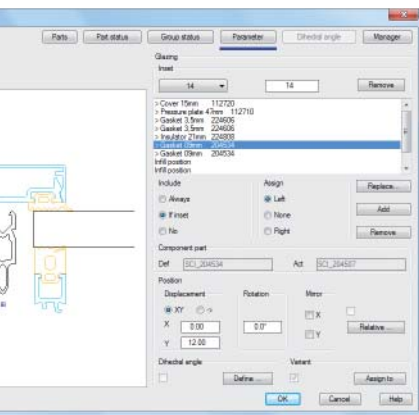 Parts Part status Group status Parameter Dihedral angle Manager
Glazing
Inset
14 14 Remove
> Cover 15mm 112720
> Pressure plate 47mm 112710
> Gasket 3,5mm 224606
> Gasket 3,5mm 224606
> Insulator 21mm 224808
> Gasket 09mm 204534
> Gasket 09mm 204534
Infill position
Infill position
Include Assign Replace...
Always Left
If inset None Add
No Right Remove
Component part
Def SCI_204534 Act SCI_204507
Position
Displacement Rotation Mirror
XY
X 0.00 0.0° X Relative ...
Y 12.00 Y
Dihedral angle Variant
Define ... Assign to
OK Cancel Help